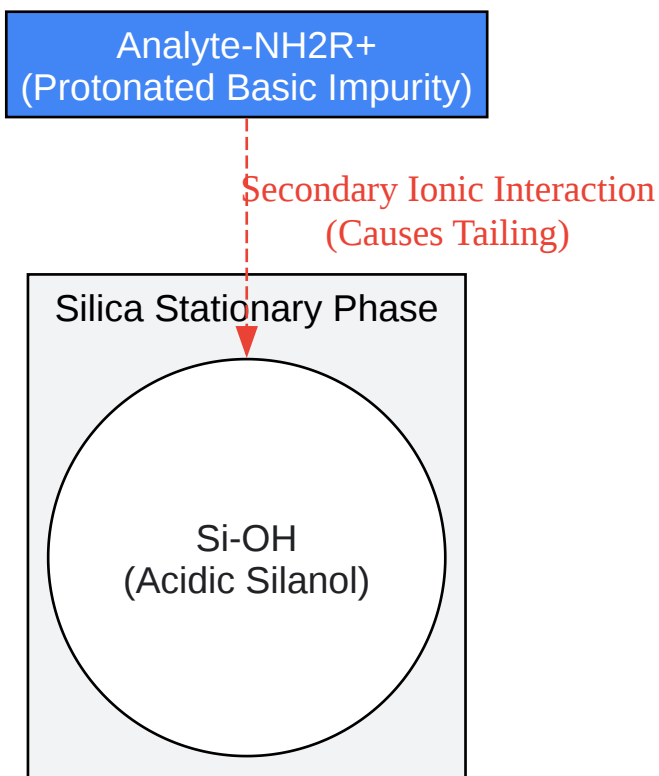 Analyte-NH2R+
(Protonated Basic Impurity)
Secondary Ionic Interaction
(Causes Tailing)
Silica Stationary Phase
Si-OH
(Acidic Silanol)